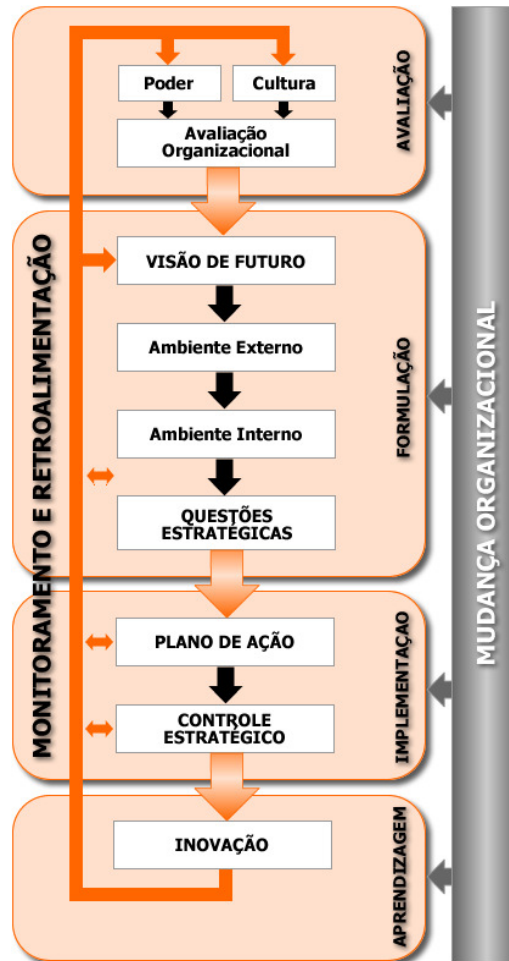 Poder
Cultura
Avaliação
Organizacional
AVALIAÇÃO
VISÃO DE FUTURO
Ambiente Externo
Ambiente Interno
QUESTÕES
ESTRATÉGICAS
FORMULAÇÃO
PLANO DE AÇÃO
CONTROLE
ESTRATÉGICO
IMPLEMENTAÇAO
INOVAÇÃO
APRENDIZAGEM
MONITORAMENTO E RETROALIMENTAÇÃO
MUDANÇA ORGANIZACIONAL